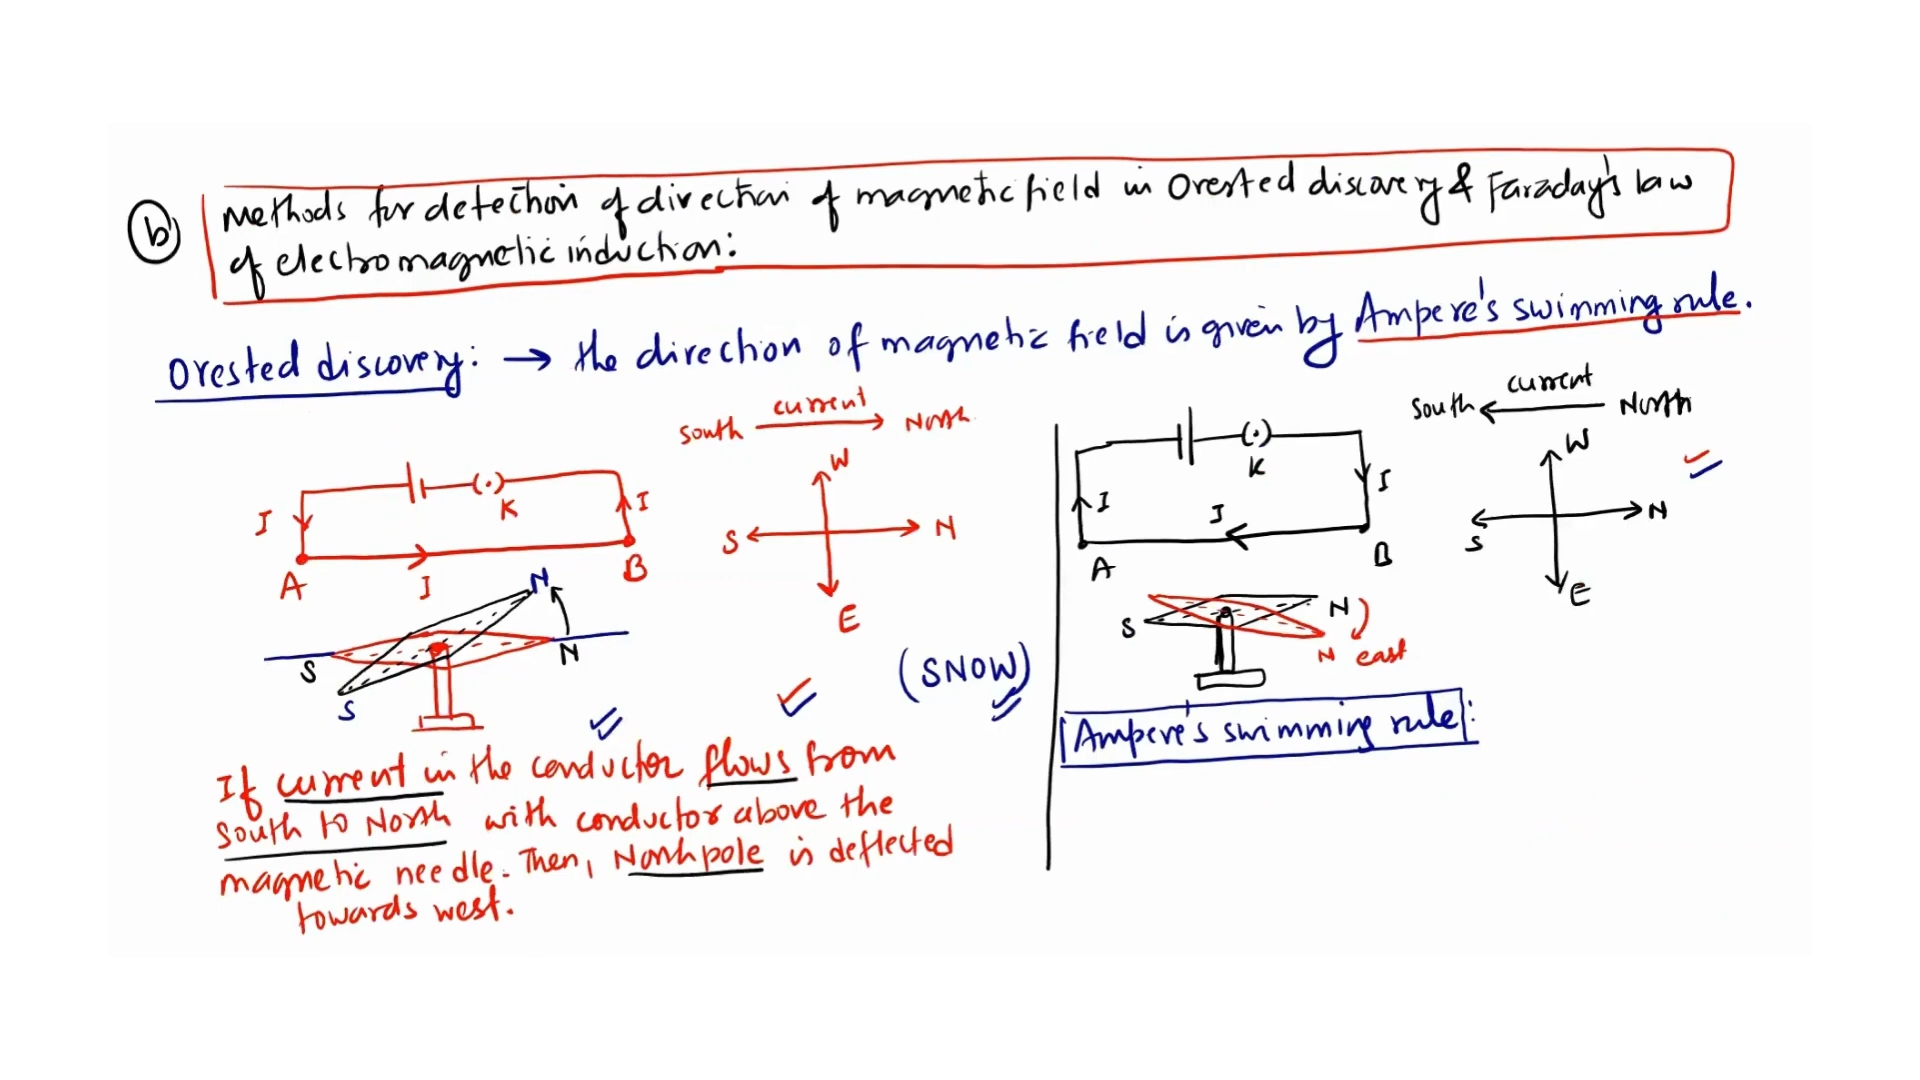 (b) Methods for detection of direction of magnetic field in Orested discovery & Faraday's law
of electromagnetic induction:
Orested discovery: → the direction of magnetic field is given by Ampere's swimming rule.
South current → North
W
S N
E
I K I
A I B
N
S N
S
(SNOW)
If current in the conductor flows from
South to North with conductor above the
magnetic needle. Then, North pole is deflected
towards west.
South ← current North
W
S N
E
K
I I I
A B
S N
N east
Ampere's swimming rule: